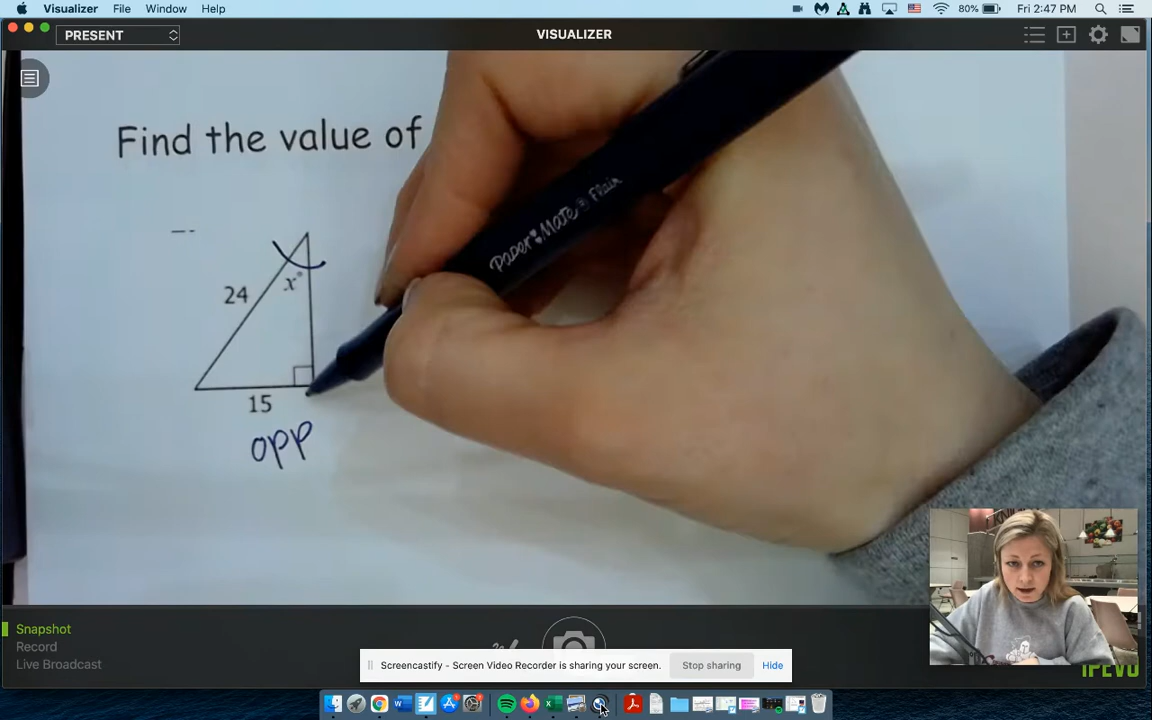 Visualizer File Window Help
80% Fri 2:47 PM
PRESENT
VISUALIZER
Find the value of
Paper Mate Flair
24
x°
15
opp
Snapshot
Record
Live Broadcast
Screencastify - Screen Video Recorder is sharing your screen. Stop sharing Hide
IPEVO